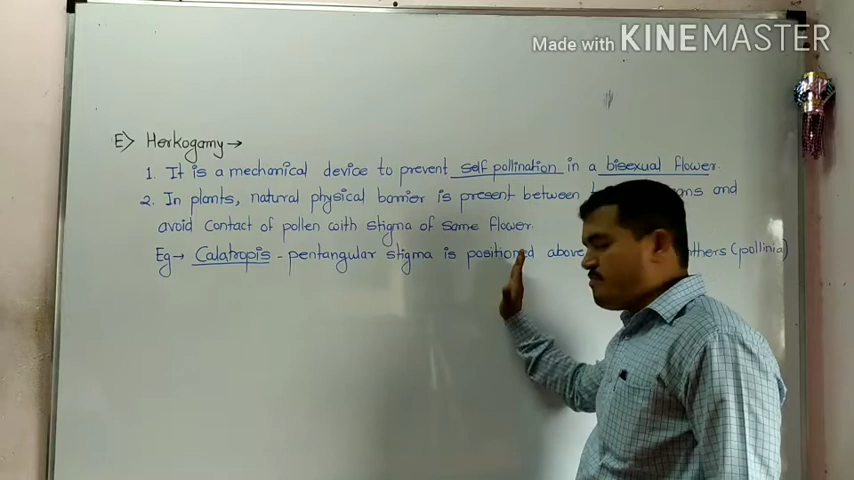 Made with KINEMASTER
E> Herkogamy →
1. It is a mechanical device to prevent self pollination in a bisexual flower.
2. In plants, natural physical barrier is present between and
avoid Contact of pollen with stigma of same flower.
Eg → Calatropis - pentangular stigma is positioned above (pollinia)